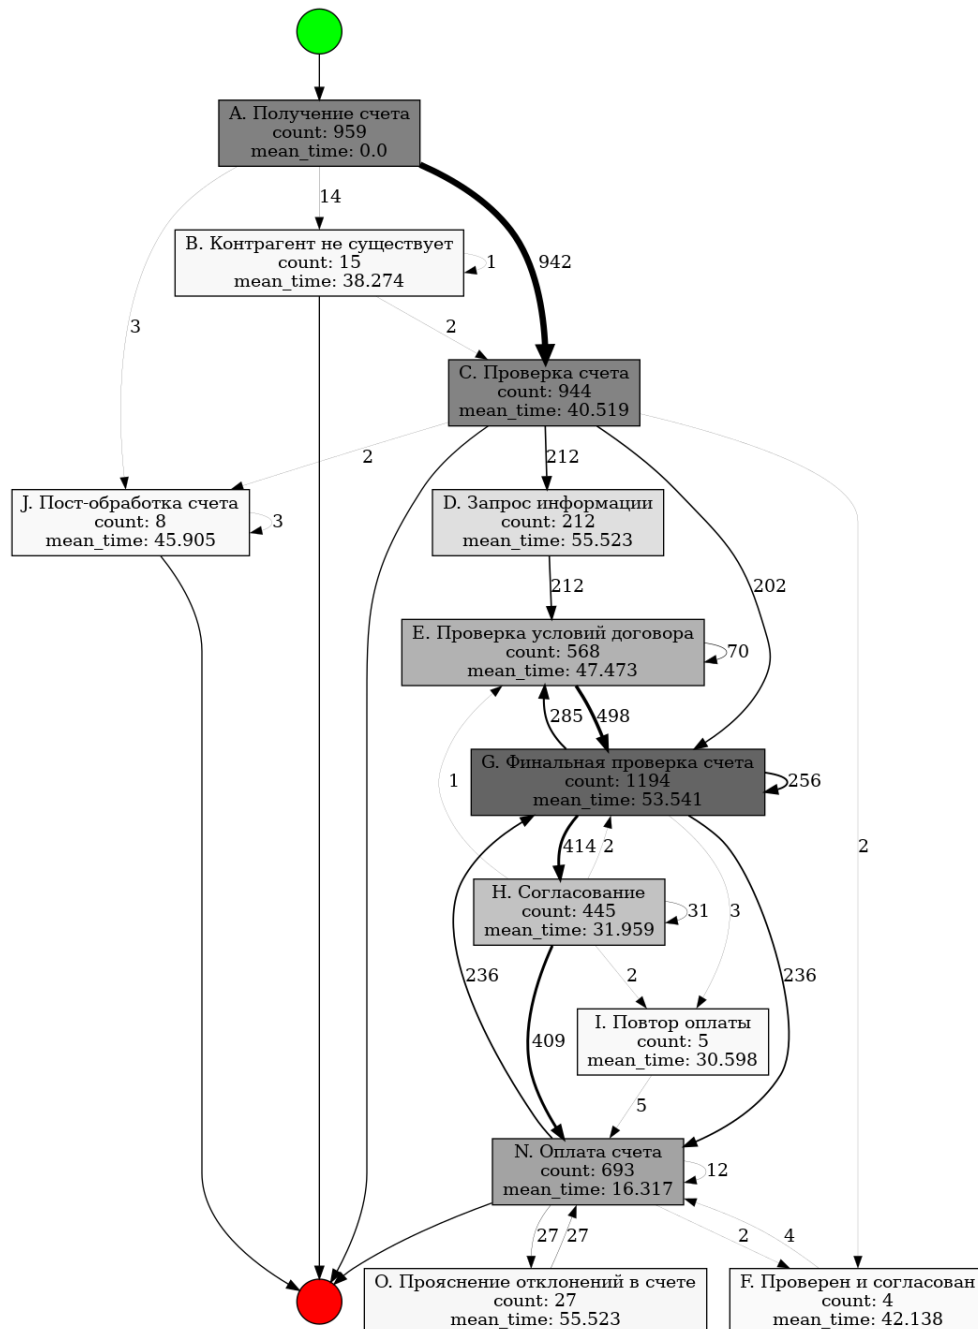 A. Получение счета
count: 959
mean_time: 0.0
14
B. Контрагент не существует
count: 15
mean_time: 38.274
1
942
3
2
C. Проверка счета
count: 944
mean_time: 40.519
2
212
J. Пост-обработка счета
count: 8
mean_time: 45.905
3
D. Запрос информации
count: 212
mean_time: 55.523
212
202
E. Проверка условий договора
count: 568
mean_time: 47.473
70
285
498
G. Финальная проверка счета
count: 1194
mean_time: 53.541
256
1
414
2
2
H. Согласование
count: 445
mean_time: 31.959
31
3
236
2
236
I. Повтор оплаты
count: 5
mean_time: 30.598
409
5
N. Оплата счета
count: 693
mean_time: 16.317
12
27
27
2
4
O. Прояснение отклонений в счете
count: 27
mean_time: 55.523
F. Проверен и согласован
count: 4
mean_time: 42.138